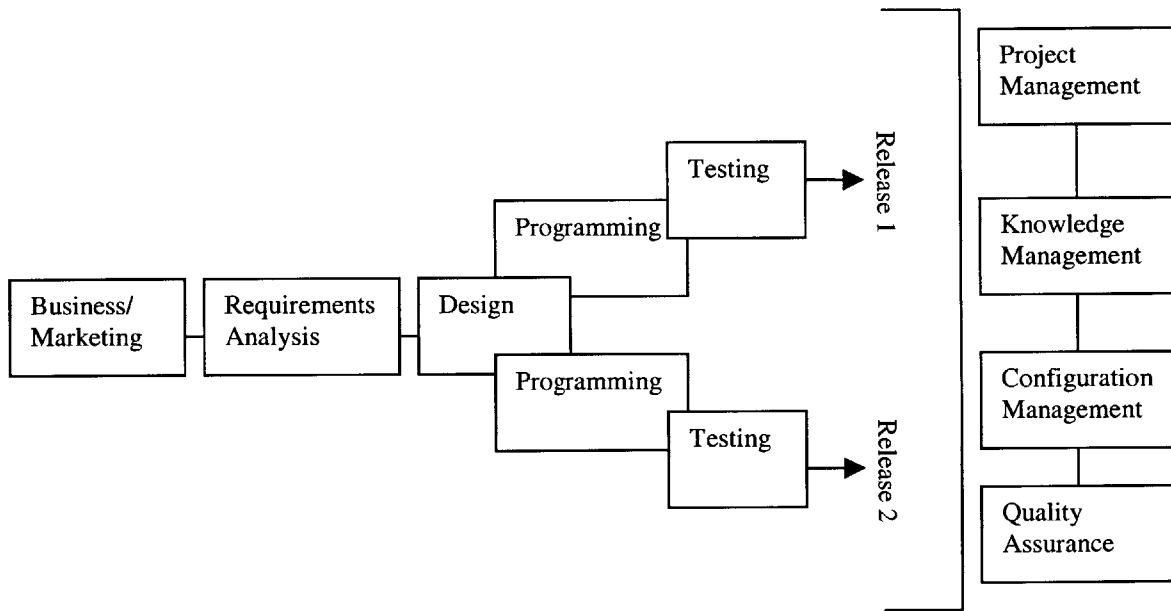 Business/
Marketing
Requirements
Analysis
Design
Programming
Testing
Release 1
Programming
Testing
Release 2
Project
Management
Knowledge
Management
Configuration
Management
Quality
Assurance